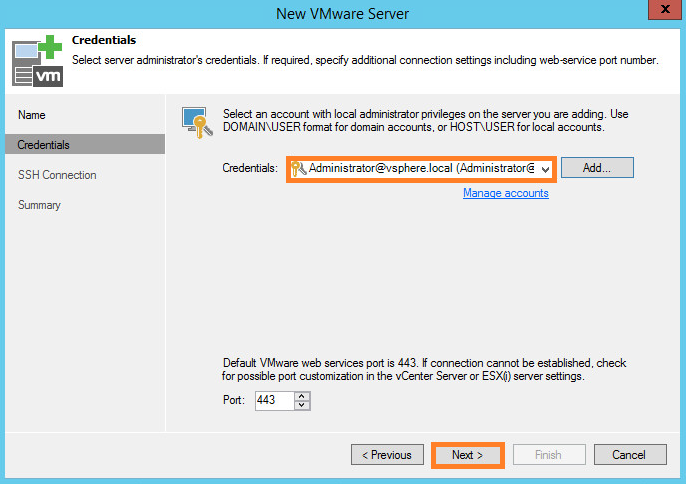 New VMware Server
x
vm
Credentials
Select server administrator's credentials. If required, specify additional connection settings including web-service port number.
Name
Credentials
SSH Connection
Summary
Select an account with local administrator privileges on the server you are adding. Use
DOMAIN\USER format for domain accounts, or HOST\USER for local accounts.
Credentials: Administrator@vsphere.local (Administrator@ Add...
Manage accounts
Default VMware web services port is 443. If connection cannot be established, check
for possible port customization in the vCenter Server or ESX(i) server settings.
Port: 443
< Previous Next > Finish Cancel